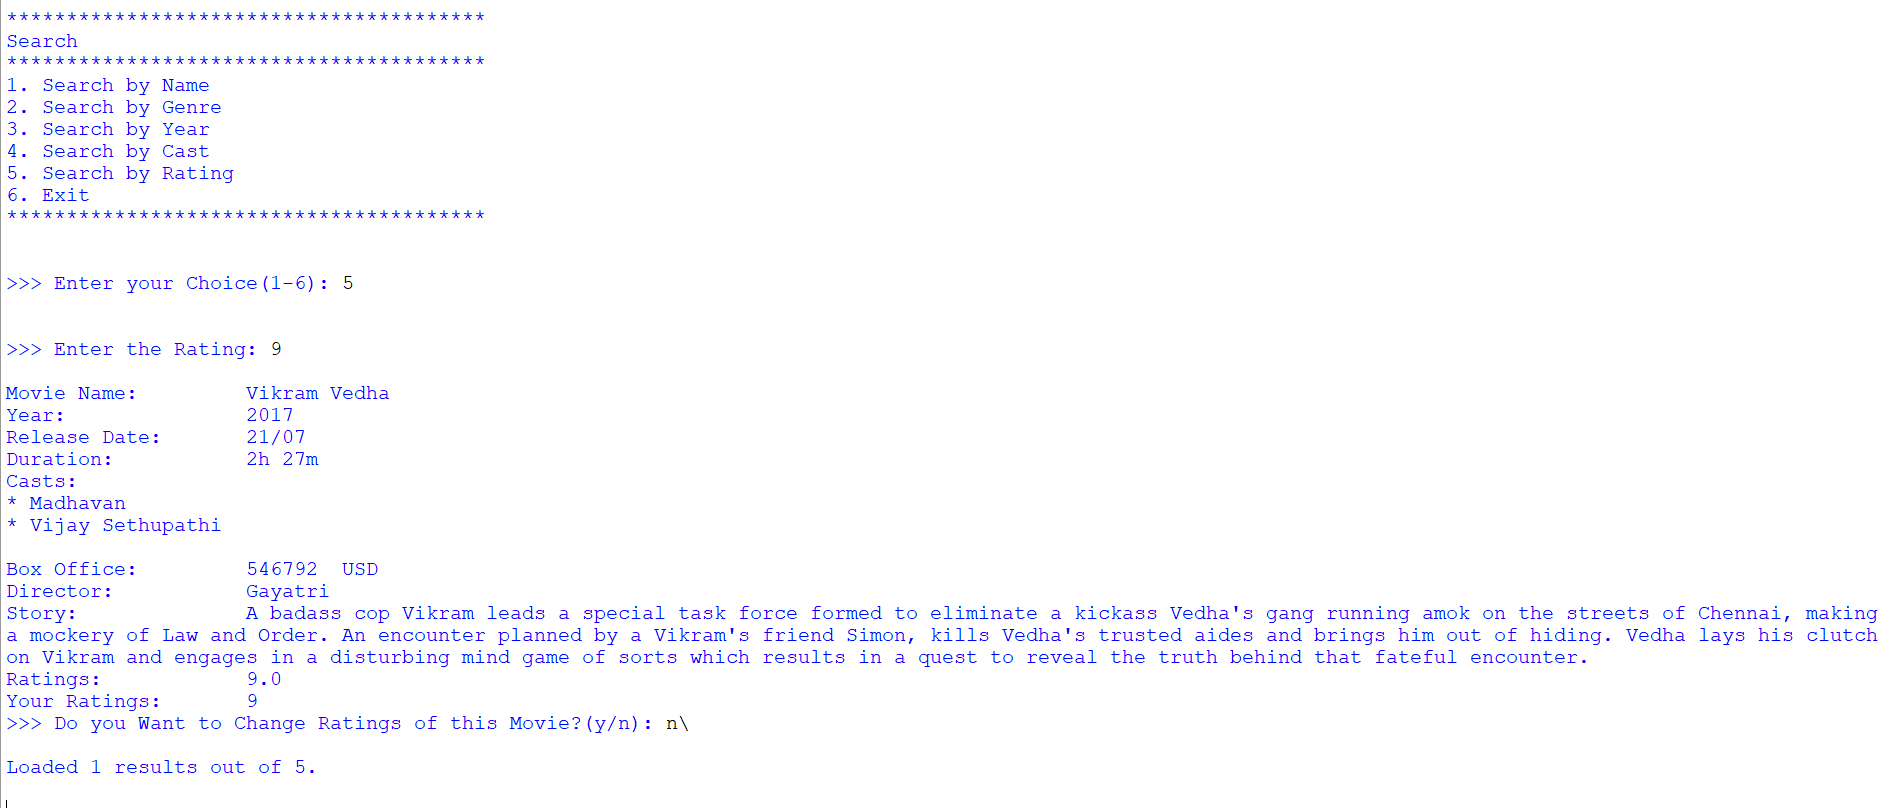 ****************************************
Search
****************************************
1. Search by Name
2. Search by Genre
3. Search by Year
4. Search by Cast
5. Search by Rating
6. Exit
****************************************
>>> Enter your Choice(1-6): 5
>>> Enter the Rating: 9
Movie Name:         Vikram Vedha
Year:               2017
Release Date:       21/07
Duration:           2h 27m
Casts:
* Madhavan
* Vijay Sethupathi
Box Office:         546792  USD
Director:           Gayatri
Story:              A badass cop Vikram leads a special task force formed to eliminate a kickass Vedha's gang running amok on the streets of Chennai, making
a mockery of Law and Order. An encounter planned by a Vikram's friend Simon, kills Vedha's trusted aides and brings him out of hiding. Vedha lays his clutch
on Vikram and engages in a disturbing mind game of sorts which results in a quest to reveal the truth behind that fateful encounter.
Ratings:            9.0
Your Ratings:       9
>>> Do you Want to Change Ratings of this Movie?(y/n): n\
Loaded 1 results out of 5.